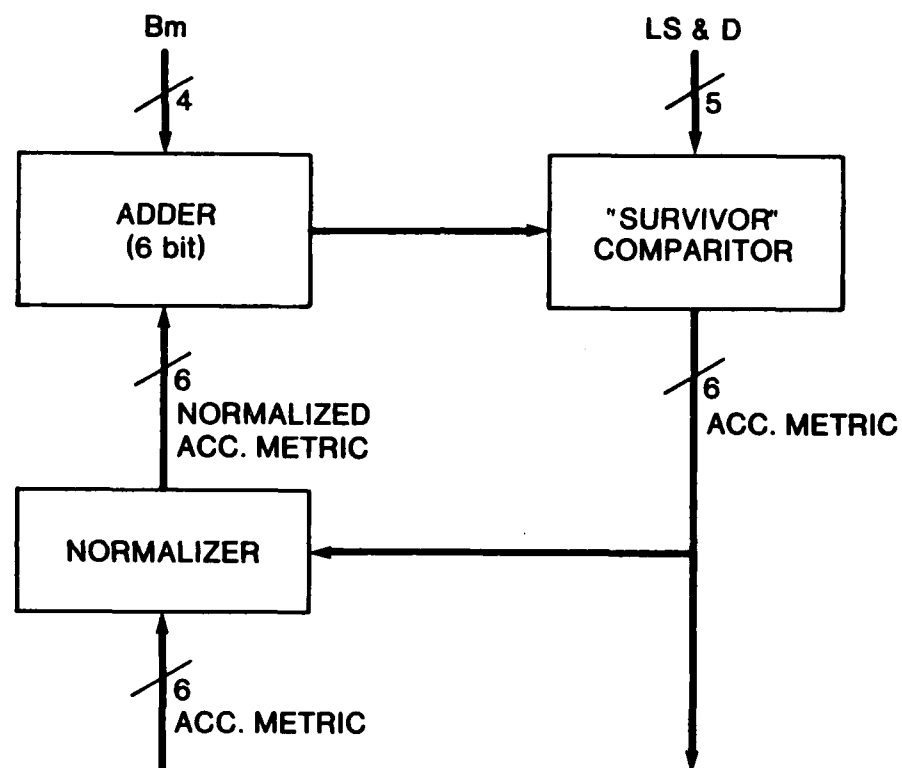 Bm
LS & D
4
5
ADDER
(6 bit)
"SURVIVOR"
COMPARITOR
6
NORMALIZED
ACC. METRIC
6
ACC. METRIC
NORMALIZER
6
ACC. METRIC